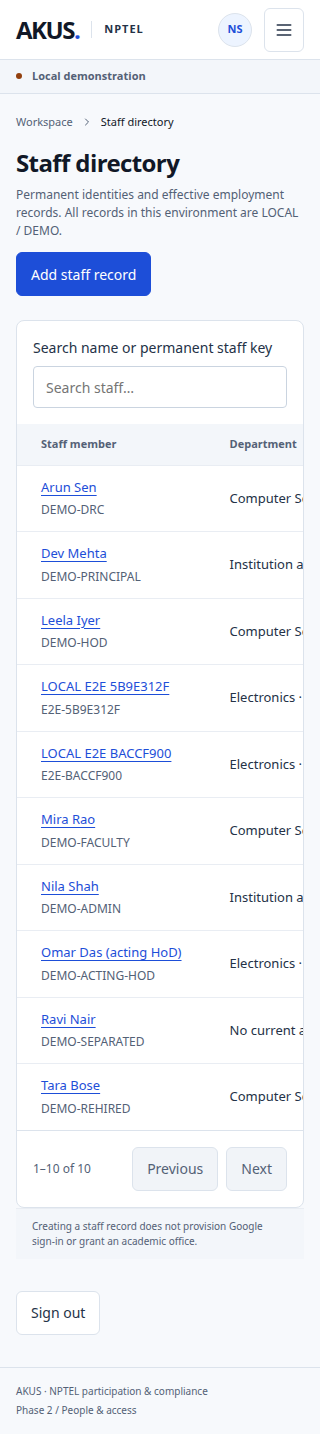 AKUS. NPTEL NS
Local demonstration
Workspace > Staff directory
Staff directory
Permanent identities and effective employment
records. All records in this environment are LOCAL
/ DEMO.
Add staff record
Search name or permanent staff key
Search staff...
Staff member Department
Arun Sen
DEMO-DRC
Computer S
Dev Mehta
DEMO-PRINCIPAL
Institution a
Leela Iyer
DEMO-HOD
Computer S
LOCAL E2E 5B9E312F
E2E-5B9E312F
Electronics ·
LOCAL E2E BACCF900
E2E-BACCF900
Electronics ·
Mira Rao
DEMO-FACULTY
Computer S
Nila Shah
DEMO-ADMIN
Institution a
Omar Das (acting HoD)
DEMO-ACTING-HOD
Electronics ·
Ravi Nair
DEMO-SEPARATED
No current a
Tara Bose
DEMO-REHIRED
Computer S
1–10 of 10 Previous Next
Creating a staff record does not provision Google
sign-in or grant an academic office.
Sign out
AKUS · NPTEL participation & compliance
Phase 2 / People & access